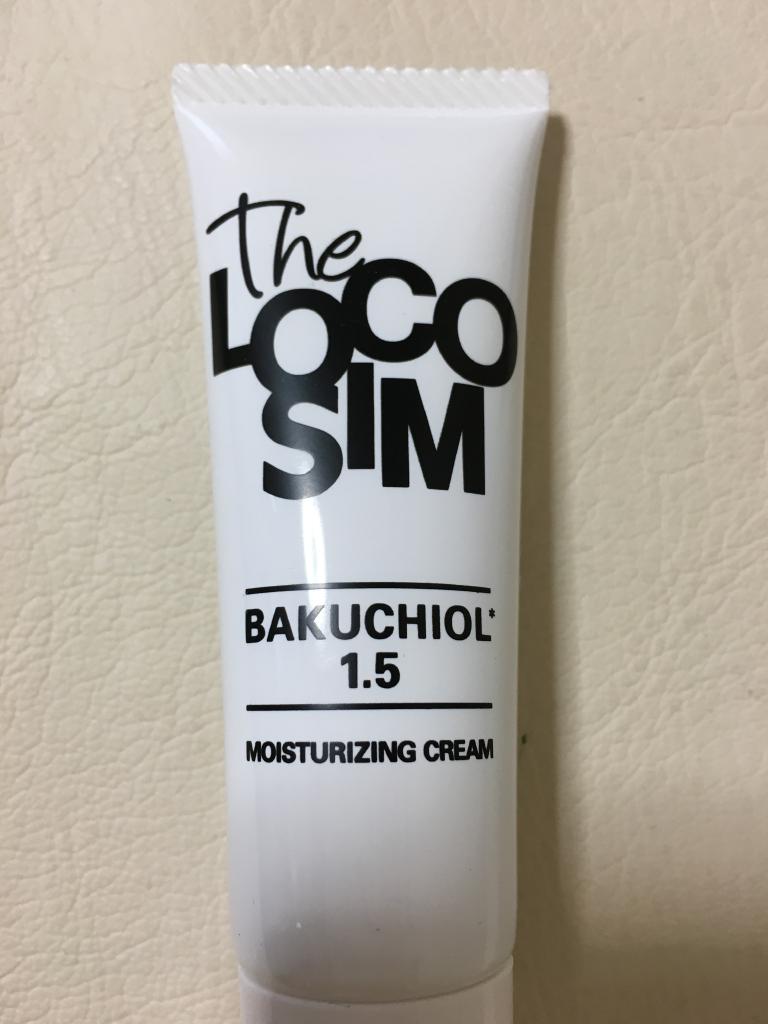 The
LOCO
SIM
BAKUCHIOL*
1.5
MOISTURIZING CREAM